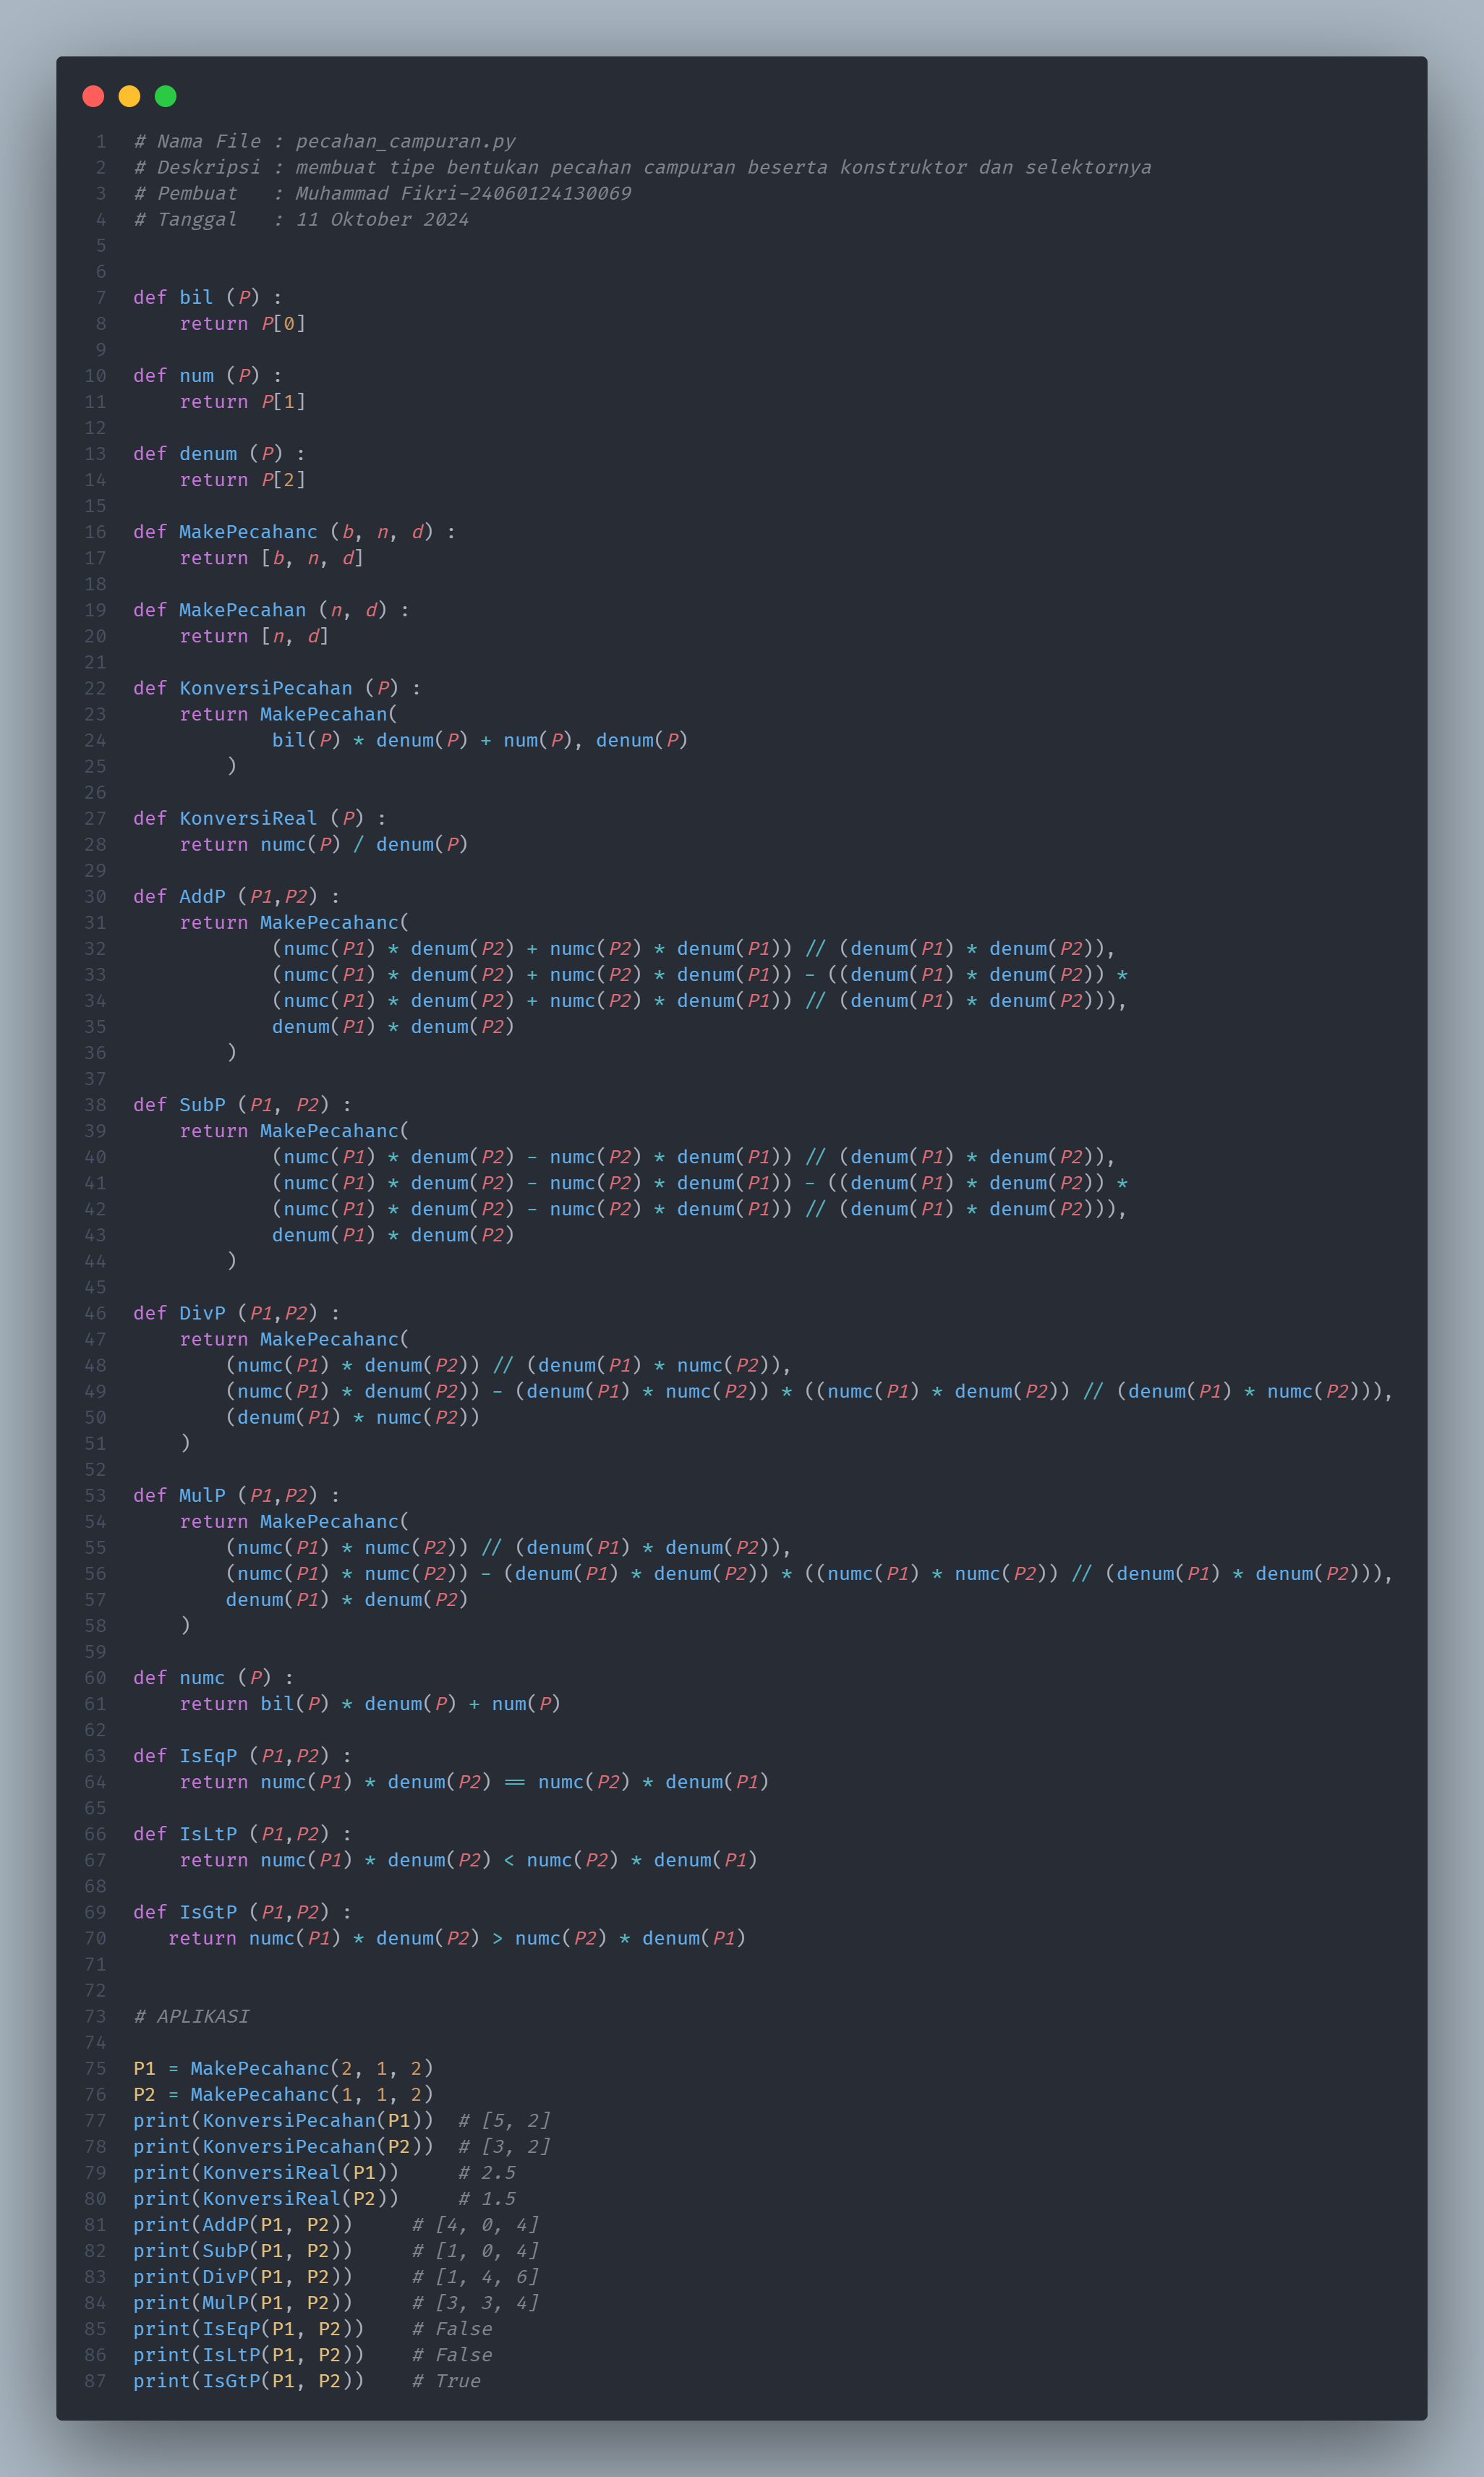 1 # Nama File : pecahan_campuran.py
2 # Deskripsi : membuat tipe bentukan pecahan campuran beserta konstruktor dan selektornya
3 # Pembuat   : Muhammad Fikri-24060124130069
4 # Tanggal   : 11 Oktober 2024
5
6
7 def bil (P) :
8     return P[0]
9
10 def num (P) :
11     return P[1]
12
13 def denum (P) :
14     return P[2]
15
16 def MakePecahanc (b, n, d) :
17     return [b, n, d]
18
19 def MakePecahan (n, d) :
20     return [n, d]
21
22 def KonversiPecahan (P) :
23     return MakePecahan(
24             bil(P) * denum(P) + num(P), denum(P)
25         )
26
27 def KonversiReal (P) :
28     return numc(P) / denum(P)
29
30 def AddP (P1,P2) :
31     return MakePecahanc(
32             (numc(P1) * denum(P2) + numc(P2) * denum(P1)) // (denum(P1) * denum(P2)),
33             (numc(P1) * denum(P2) + numc(P2) * denum(P1)) - ((denum(P1) * denum(P2)) *
34             (numc(P1) * denum(P2) + numc(P2) * denum(P1)) // (denum(P1) * denum(P2))),
35             denum(P1) * denum(P2)
36         )
37
38 def SubP (P1, P2) :
39     return MakePecahanc(
40             (numc(P1) * denum(P2) - numc(P2) * denum(P1)) // (denum(P1) * denum(P2)),
41             (numc(P1) * denum(P2) - numc(P2) * denum(P1)) - ((denum(P1) * denum(P2)) *
42             (numc(P1) * denum(P2) - numc(P2) * denum(P1)) // (denum(P1) * denum(P2))),
43             denum(P1) * denum(P2)
44         )
45
46 def DivP (P1,P2) :
47     return MakePecahanc(
48         (numc(P1) * denum(P2)) // (denum(P1) * numc(P2)),
49         (numc(P1) * denum(P2)) - (denum(P1) * numc(P2)) * ((numc(P1) * denum(P2)) // (denum(P1) * numc(P2))),
50         (denum(P1) * numc(P2))
51     )
52
53 def MulP (P1,P2) :
54     return MakePecahanc(
55         (numc(P1) * numc(P2)) // (denum(P1) * denum(P2)),
56         (numc(P1) * numc(P2)) - (denum(P1) * denum(P2)) * ((numc(P1) * numc(P2)) // (denum(P1) * denum(P2))),
57         denum(P1) * denum(P2)
58     )
59
60 def numc (P) :
61     return bil(P) * denum(P) + num(P)
62
63 def IsEqP (P1,P2) :
64     return numc(P1) * denum(P2) == numc(P2) * denum(P1)
65
66 def IsLtP (P1,P2) :
67     return numc(P1) * denum(P2) < numc(P2) * denum(P1)
68
69 def IsGtP (P1,P2) :
70    return numc(P1) * denum(P2) > numc(P2) * denum(P1)
71
72
73 # APLIKASI
74
75 P1 = MakePecahanc(2, 1, 2)
76 P2 = MakePecahanc(1, 1, 2)
77 print(KonversiPecahan(P1))  # [5, 2]
78 print(KonversiPecahan(P2))  # [3, 2]
79 print(KonversiReal(P1))     # 2.5
80 print(KonversiReal(P2))     # 1.5
81 print(AddP(P1, P2))     # [4, 0, 4]
82 print(SubP(P1, P2))     # [1, 0, 4]
83 print(DivP(P1, P2))     # [1, 4, 6]
84 print(MulP(P1, P2))     # [3, 3, 4]
85 print(IsEqP(P1, P2))    # False
86 print(IsLtP(P1, P2))    # False
87 print(IsGtP(P1, P2))    # True